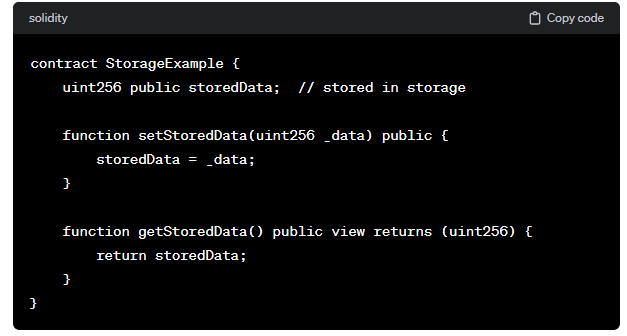 solidity
Copy code
contract StorageExample {
    uint256 public storedData;  // stored in storage

    function setStoredData(uint256 _data) public {
        storedData = _data;
    }

    function getStoredData() public view returns (uint256) {
        return storedData;
    }
}